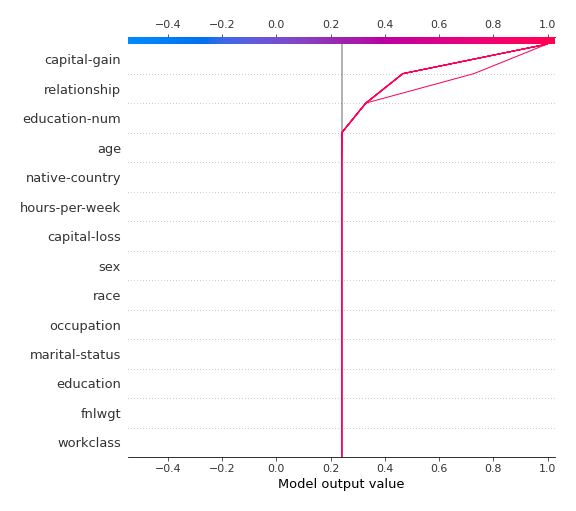 −0.4 −0.2 0.0 0.2 0.4 0.6 0.8 1.0
capital-gain
relationship
education-num
age
native-country
hours-per-week
capital-loss
sex
race
occupation
marital-status
education
fnlwgt
workclass
−0.4 −0.2 0.0 0.2 0.4 0.6 0.8 1.0
Model output value